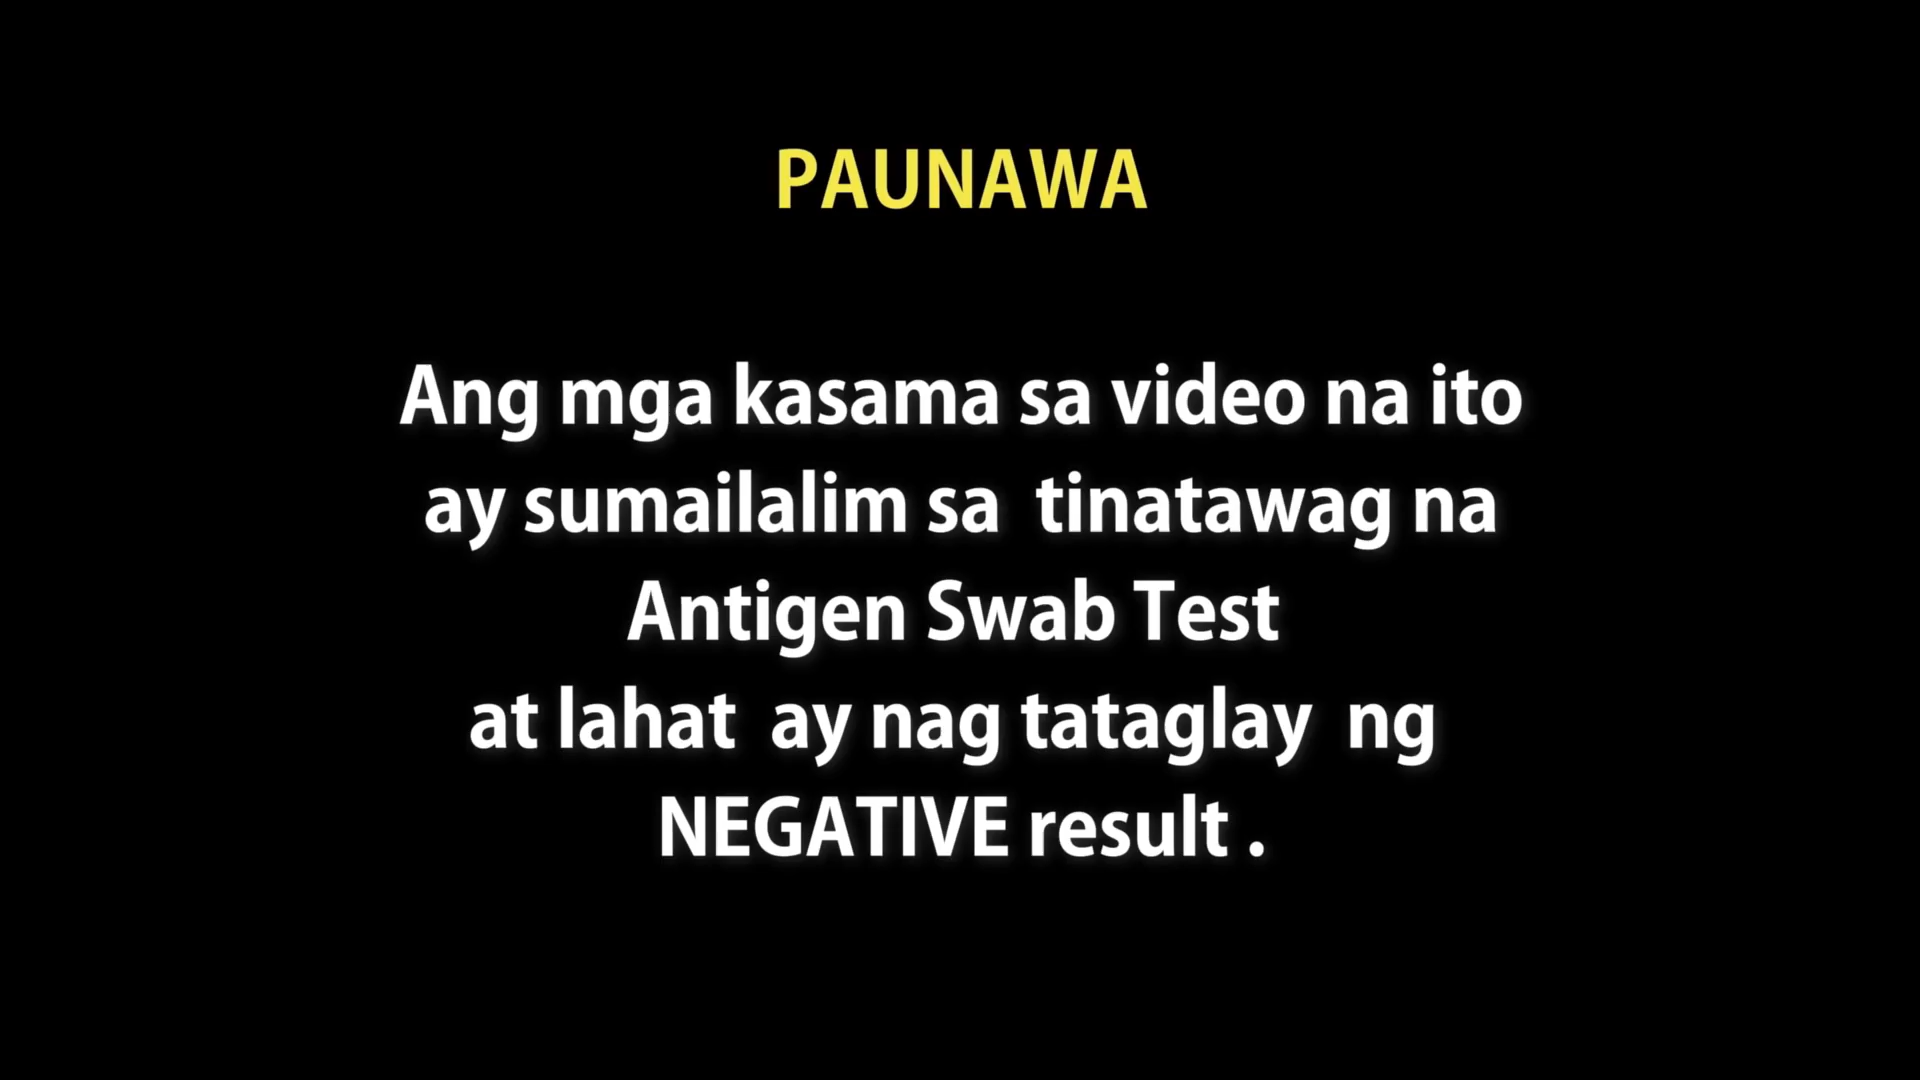 PAUNAWA
Ang mga kasama sa video na ito
ay sumailalim sa tinatawag na
Antigen Swab Test
at lahat ay nag tataglay ng
NEGATIVE result .